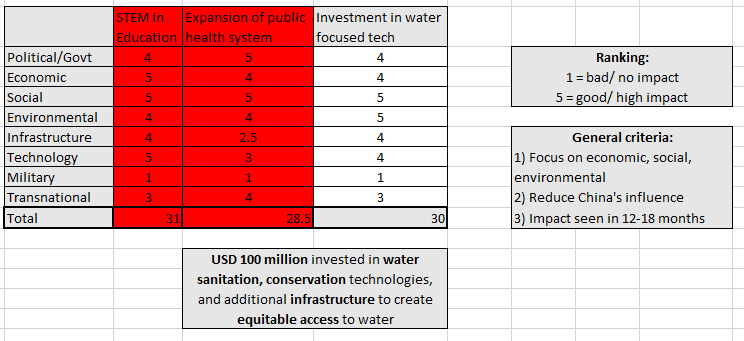 STEM in Education Expansion of public health system Investment in water focused tech
Political/Govt 4 5 4
Economic 5 4 4
Social 5 5 5
Environmental 4 4 5
Infrastructure 4 2.5 4
Technology 5 3 4
Military 1 1 1
Transnational 3 4 3
Total 31 28.5 30
Ranking:
1 = bad/ no impact
5 = good/ high impact
General criteria:
1) Focus on economic, social,
environmental
2) Reduce China's influence
3) Impact seen in 12-18 months
USD 100 million invested in water
sanitation, conservation technologies,
and additional infrastructure to create
equitable access to water